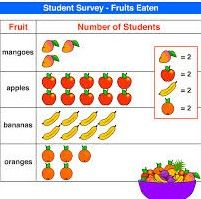 Student Survey - Fruits Eaten
Fruit Number of Students
mangoes
= 2
apples
= 2
= 2
bananas
= 2
oranges